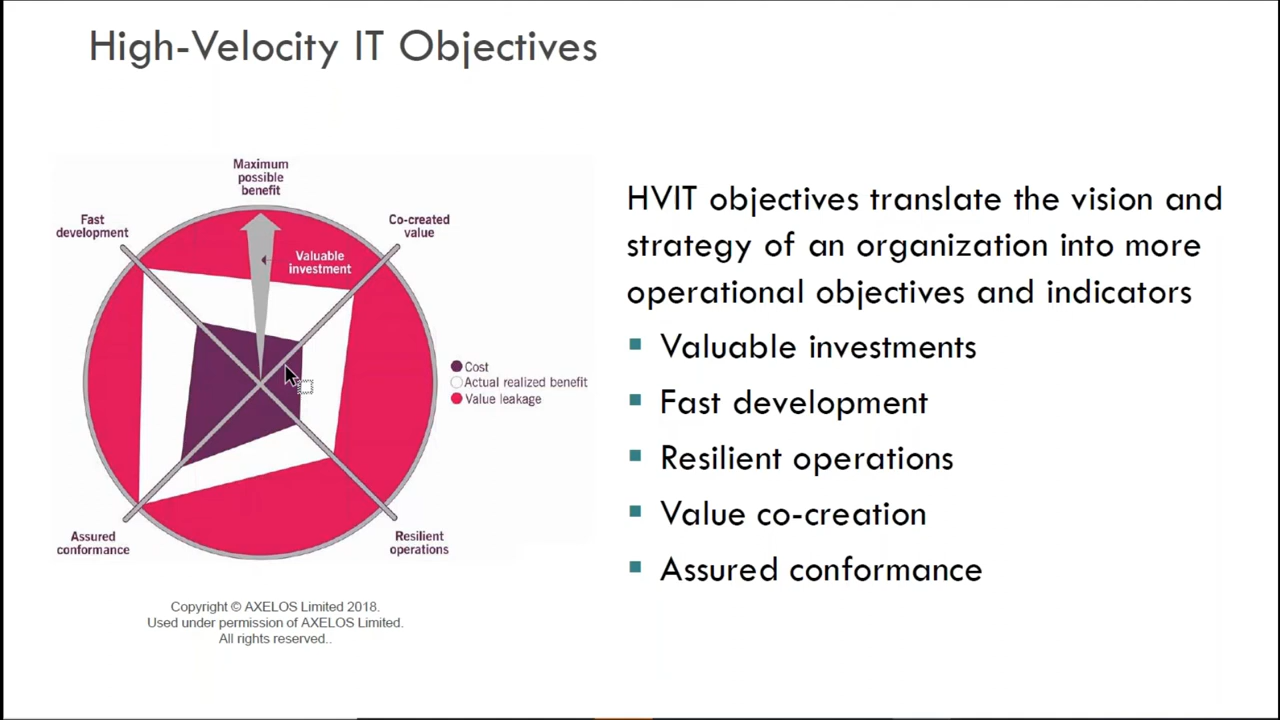 High-Velocity IT Objectives
Maximum
possible
benefit
Fast
development
Co-created
value
Valuable
investment
Cost
Actual realized benefit
Value leakage
Assured
conformance
Resilient
operations
Copyright © AXELOS Limited 2018.
Used under permission of AXELOS Limited.
All rights reserved..
HVIT objectives translate the vision and
strategy of an organization into more
operational objectives and indicators
Valuable investments
Fast development
Resilient operations
Value co-creation
Assured conformance